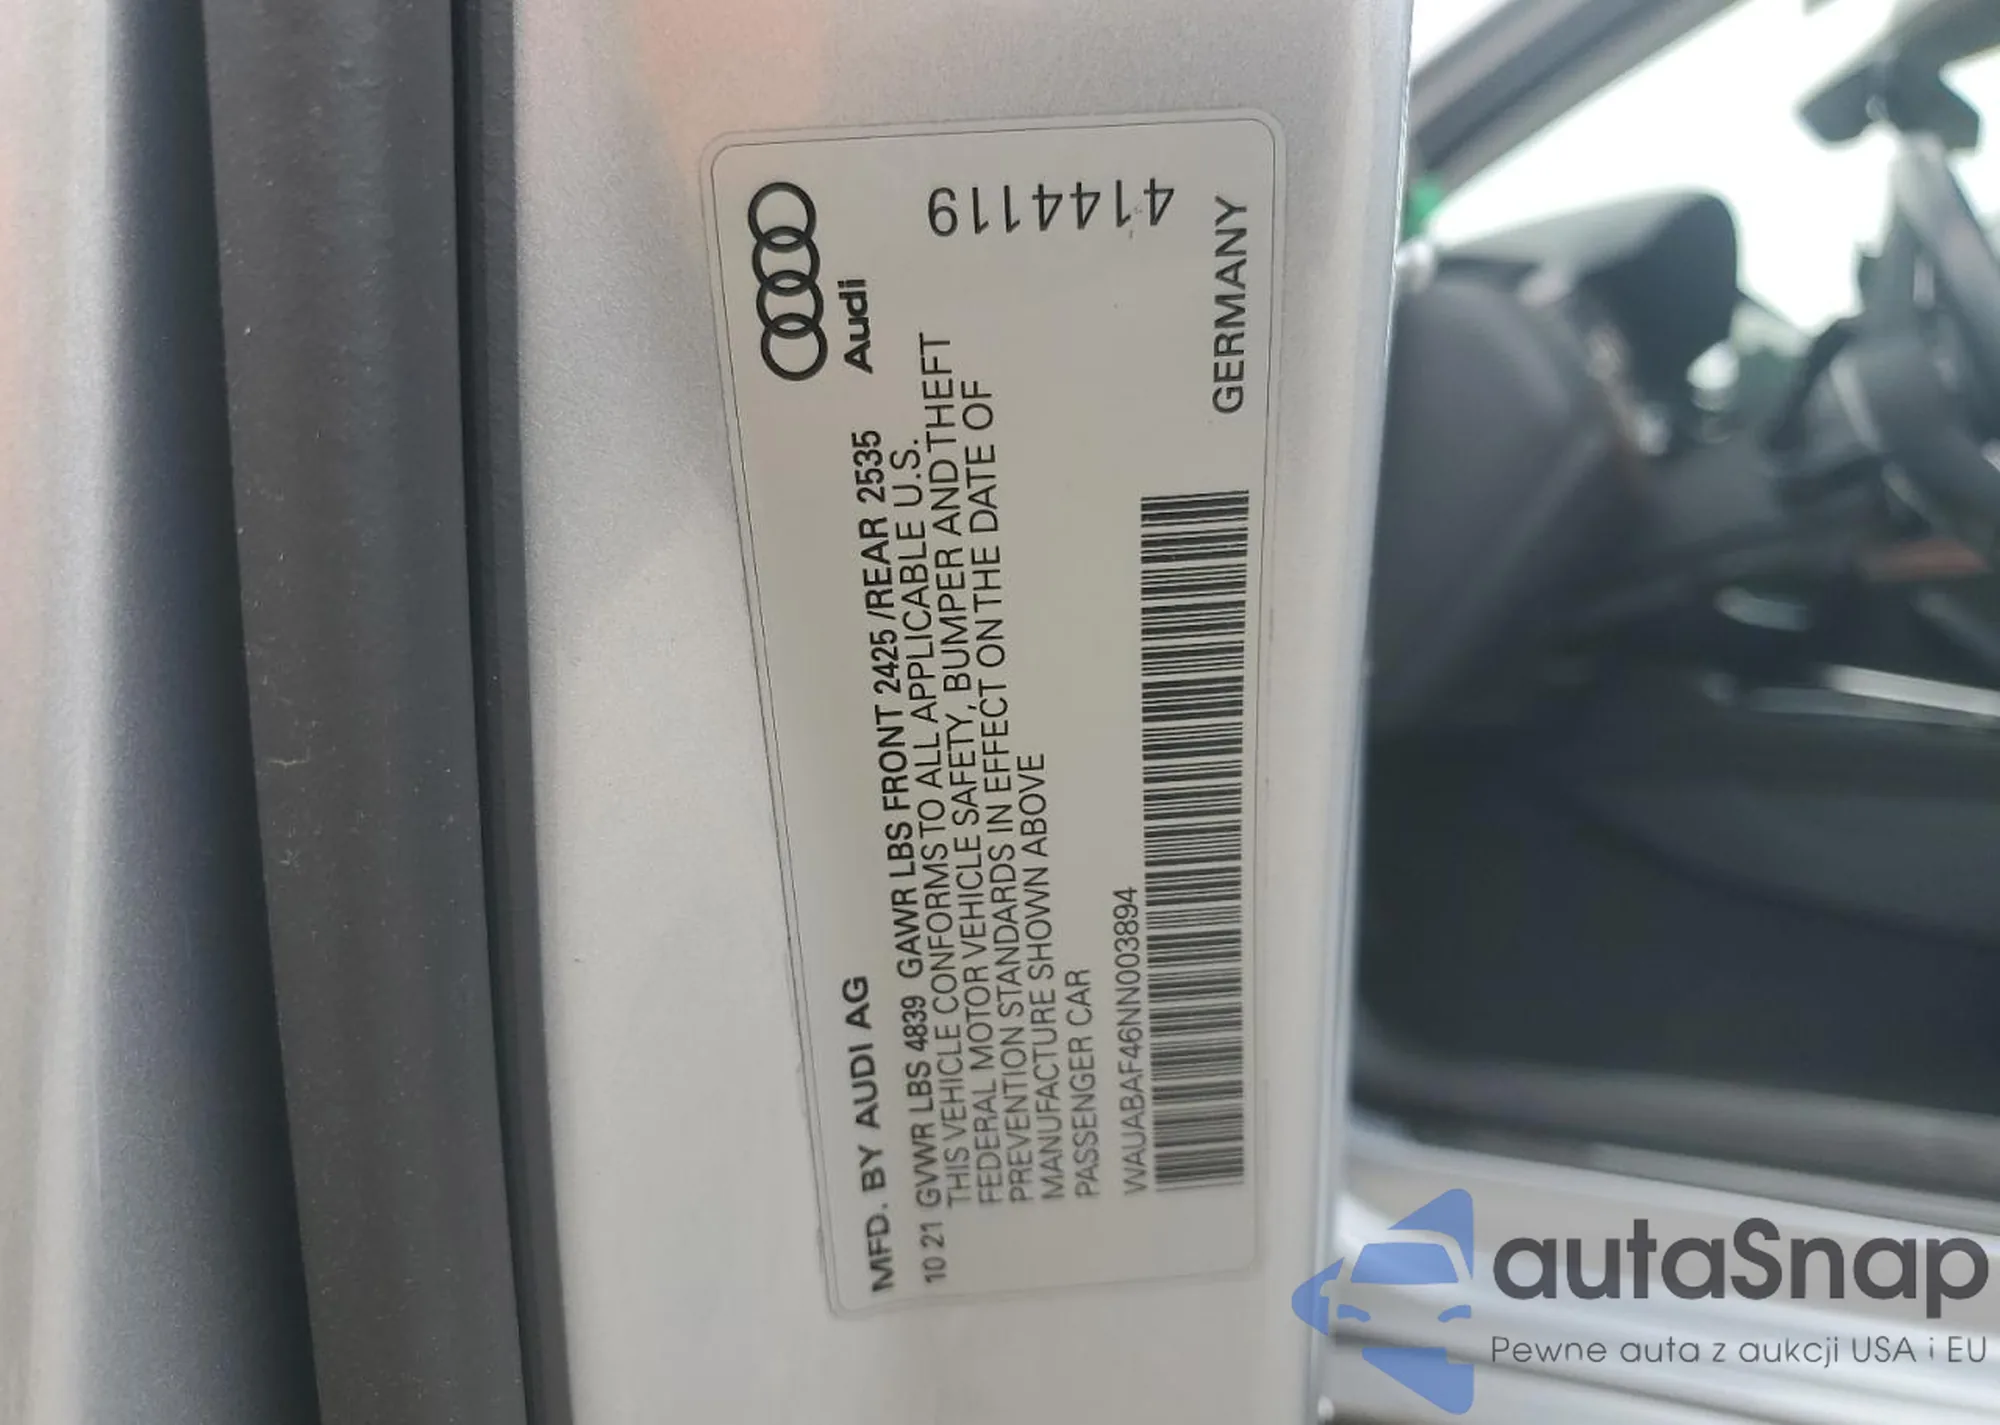 MFD. BY AUDI AG
Audi
10 21 GVWR LBS 4839 GAWR LBS FRONT 2425 /REAR 2535
THIS VEHICLE CONFORMS TO ALL APPLICABLE U.S.
FEDERAL MOTOR VEHICLE SAFETY, BUMPER AND THEFT
PREVENTION STANDARDS IN EFFECT ON THE DATE OF
MANUFACTURE SHOWN ABOVE
PASSENGER CAR
4144119
WAUABAF46NN003894
GERMANY
autaSnap
Pewne auta z aukcji USA i EU